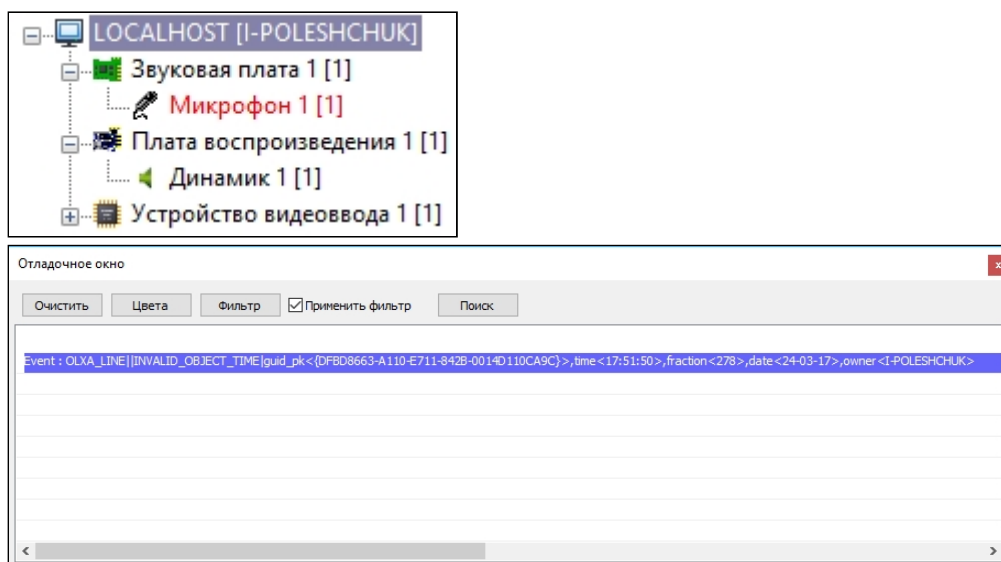 LOCALHOST [I-POLESHCHUK]
Звуковая плата 1 [1]
Микрофон 1 [1]
Плата воспроизведения 1 [1]
Динамик 1 [1]
Устройство видеоввода 1 [1]
Отладочное окно
Очистить Цвета Фильтр Применить фильтр Поиск
Event : OLXA_LINE||INVALID_OBJECT_TIME|guid_pk<{DFBD8663-A110-E711-842B-0014D110CA9C}>,time<17:51:50>,fraction<278>,date<24-03-17>,owner<I-POLESHCHUK>